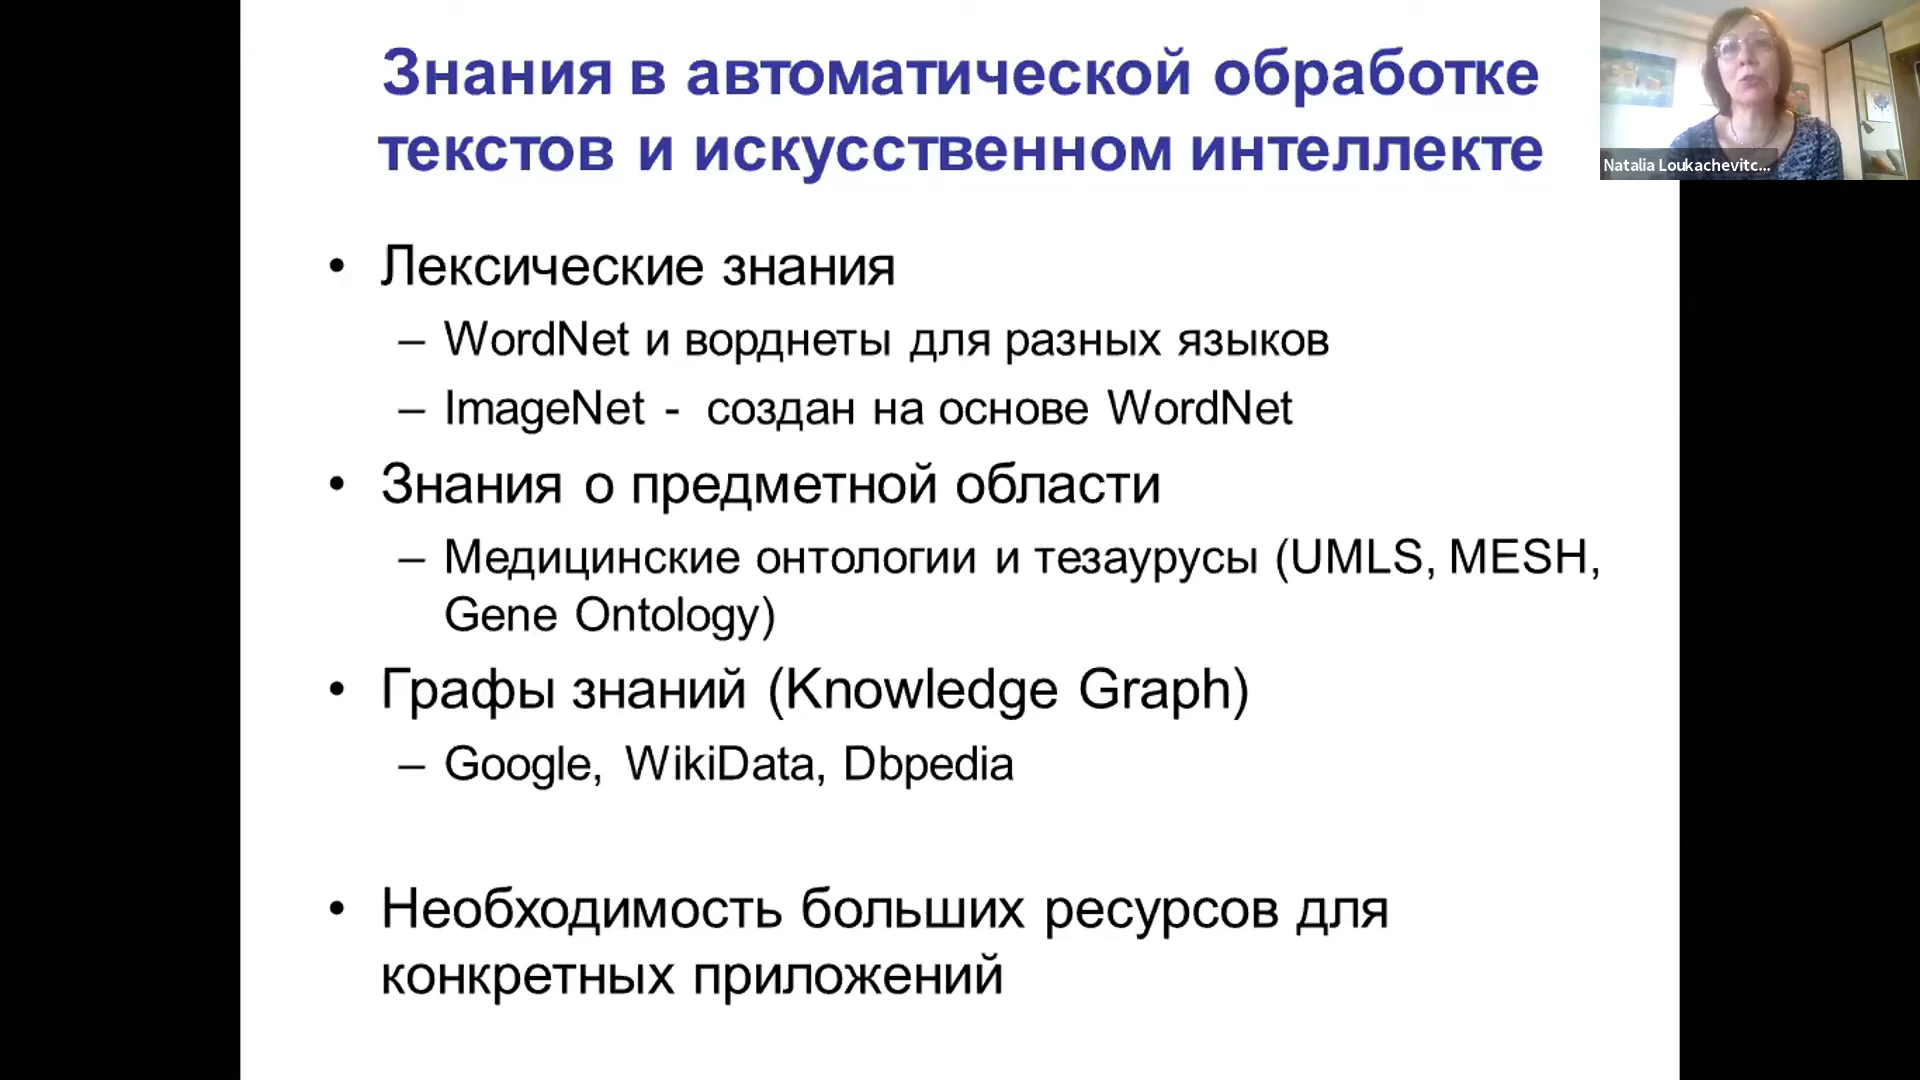 Знания в автоматической обработке
текстов и искусственном интеллекте
Natalia Loukachevitc...
• Лексические знания
– WordNet и ворднеты для разных языков
– ImageNet - создан на основе WordNet
• Знания о предметной области
– Медицинские онтологии и тезаурусы (UMLS, MESH,
Gene Ontology)
• Графы знаний (Knowledge Graph)
– Google, WikiData, Dbpedia
• Необходимость больших ресурсов для
конкретных приложений